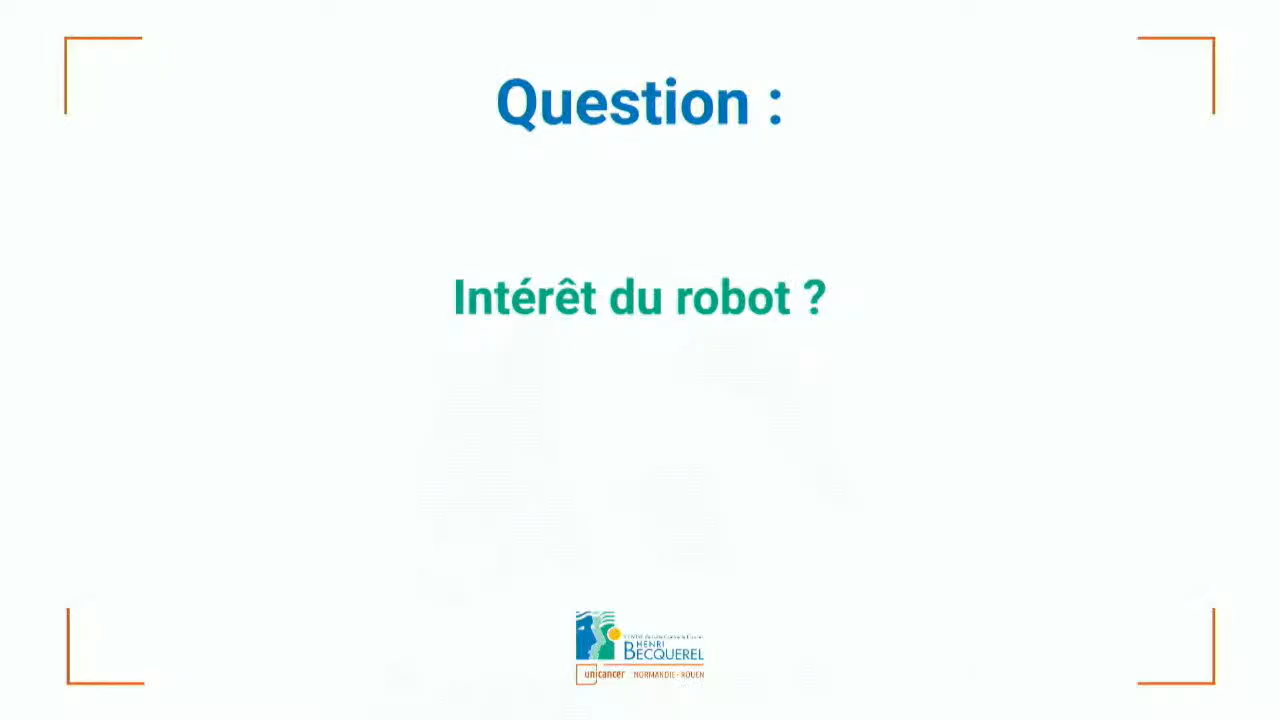 Question :
Intérêt du robot ?
HENRI
BECQUEREL
unicancer NORMANDIE - ROUEN